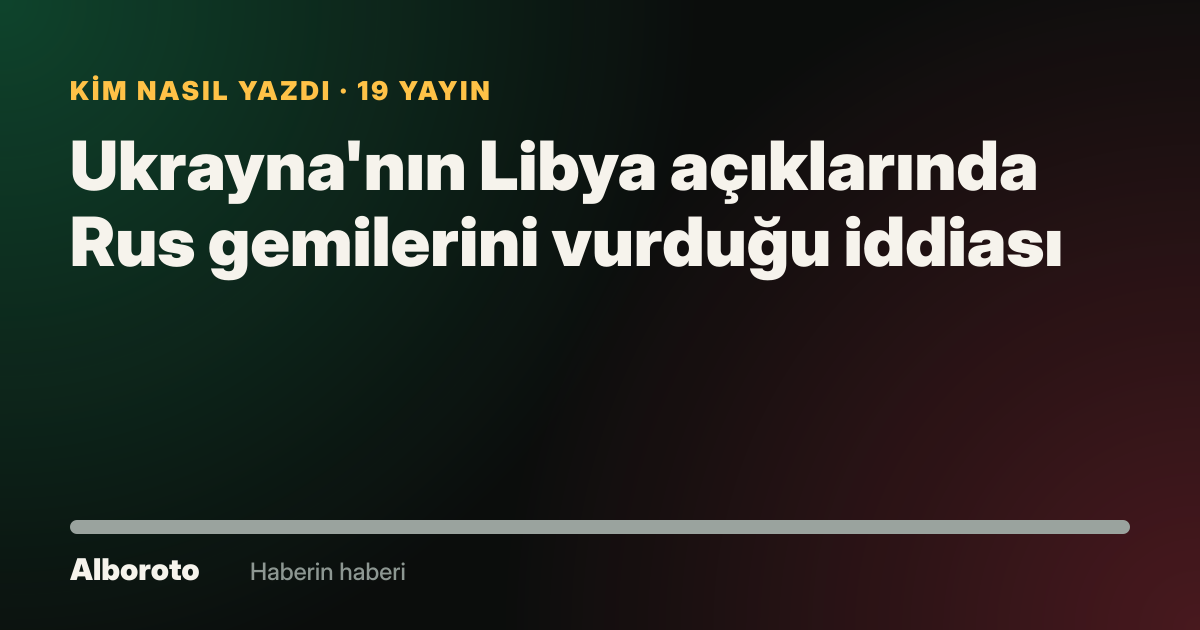 KİM NASIL YAZDI · 19 YAYIN
Ukrayna'nın Libya açıklarında
Rus gemilerini vurduğu iddiası
Alboroto
Haberin haberi